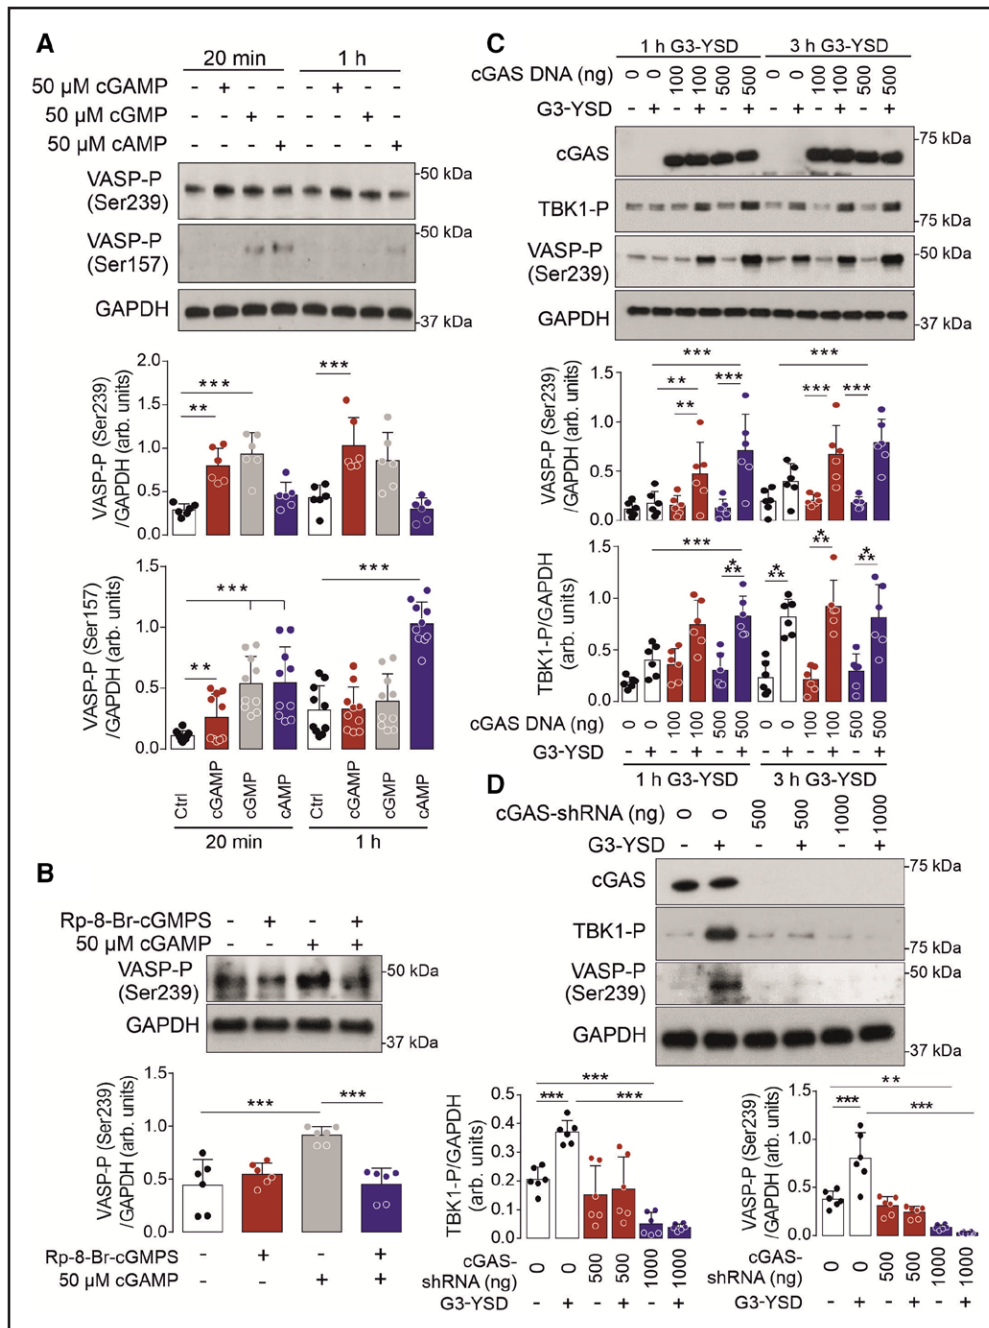 A
20 min 1 h
50 µM cGAMP - + - - - + - -
50 µM cGMP - - + - - - + -
50 µM cAMP - - - + - - - +
VASP-P
(Ser239)
50 kDa
VASP-P
(Ser157)
50 kDa
GAPDH
37 kDa
VASP-P (Ser239)
/GAPDH (arb. units)
2.0
1.5
1.0
0.5
0.0
** *** ***
VASP-P (Ser157)
/GAPDH (arb. units)
1.5
1.0
0.5
0.0
** *** ***
Ctrl cGAMP cGMP cAMP Ctrl cGAMP cGMP cAMP
20 min 1 h
B
Rp-8-Br-cGMPS - + - +
50 µM cGAMP - - + +
VASP-P
(Ser239)
50 kDa
GAPDH
37 kDa
VASP-P (Ser239)
/GAPDH (arb. units)
1.5
1.0
0.5
0.0
*** ***
Rp-8-Br-cGMPS - + - +
50 µM cGAMP - - + +
C
1 h G3-YSD 3 h G3-YSD
cGAS DNA (ng) 0 0 100 100 500 500 0 0 100 100 500 500
G3-YSD - + - + - + - + - + - +
cGAS
75 kDa
TBK1-P
75 kDa
VASP-P
(Ser239)
50 kDa
GAPDH
37 kDa
VASP-P (Ser239)
/GAPDH (arb. units)
1.5
1.0
0.5
0.0
*** ** ** *** *** *** ***
TBK1-P/GAPDH
(arb. units)
1.5
1.0
0.5
0.0
*** *** *** *** ***
cGAS DNA (ng) 0 0 100 100 500 500 0 0 100 100 500 500
G3-YSD - + - + - + - + - + - +
1 h G3-YSD 3 h G3-YSD
D
cGAS-shRNA (ng) 0 0 500 500 1000 1000
G3-YSD - + - + - +
cGAS
75 kDa
TBK1-P
75 kDa
VASP-P
(Ser239)
50 kDa
GAPDH
37 kDa
TBK1-P/GAPDH
(arb. units)
0.5
0.4
0.3
0.2
0.1
0
*** *** ***
cGAS-
shRNA (ng) 0 0 500 500 1000 1000
G3-YSD - + - + - +
VASP-P (Ser239)
/GAPDH (arb. units)
1.5
1.0
0.5
0.0
** *** ***
cGAS-
shRNA (ng) 0 0 500 500 1000 1000
G3-YSD - + - + - +